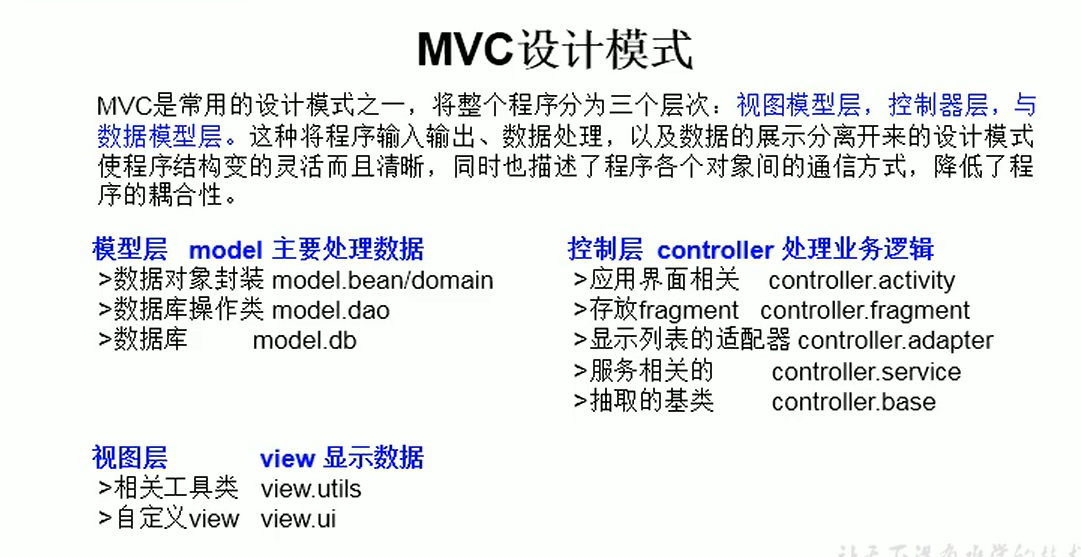 MVC设计模式
MVC是常用的设计模式之一，将整个程序分为三个层次：视图模型层，控制器层，与
数据模型层。这种将程序输入输出、数据处理，以及数据的展示分离开来的设计模式
使程序结构变的灵活而且清晰，同时也描述了程序各个对象间的通信方式，降低了程
序的耦合性。
模型层 model 主要处理数据
>数据对象封装 model.bean/domain
>数据库操作类 model.dao
>数据库 model.db
控制层 controller 处理业务逻辑
>应用界面相关 controller.activity
>存放fragment controller.fragment
>显示列表的适配器 controller.adapter
>服务相关的 controller.service
>抽取的基类 controller.base
视图层 view 显示数据
>相关工具类 view.utils
>自定义view view.ui